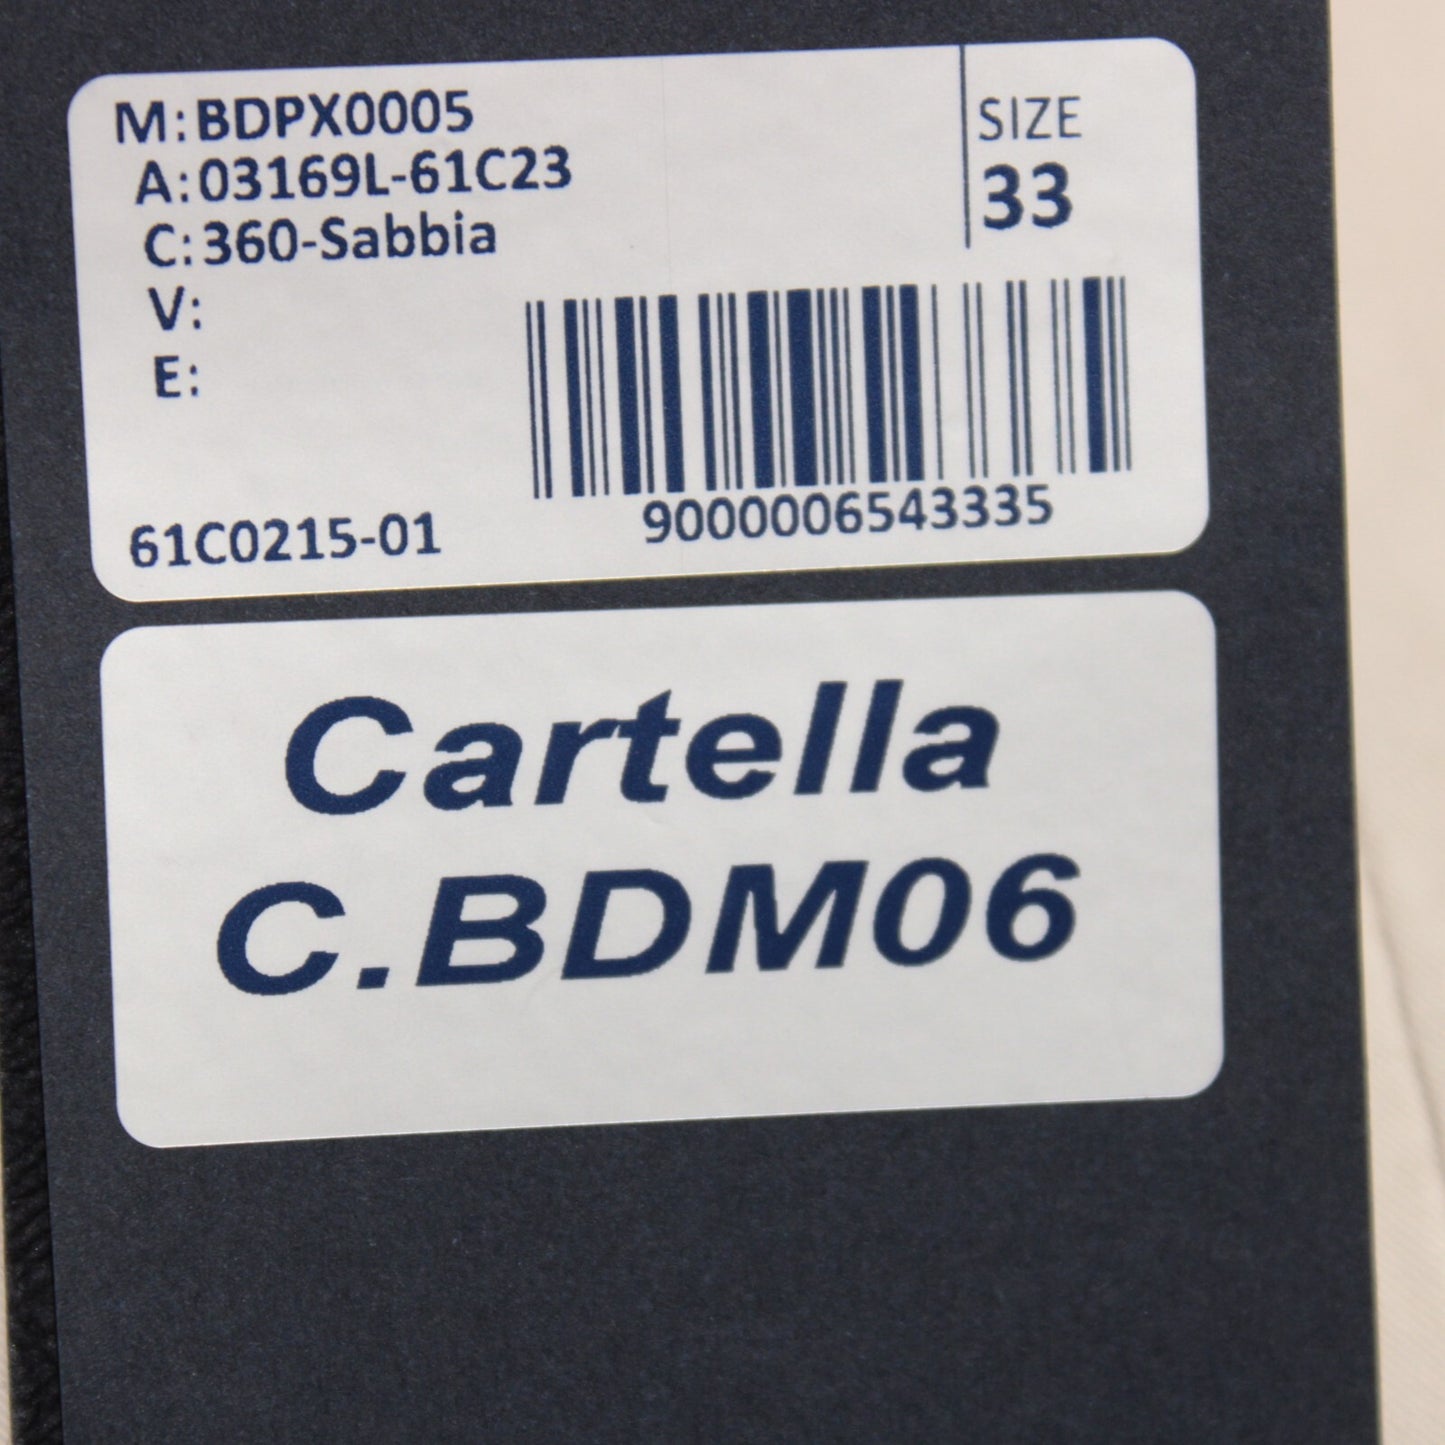 M:BDPX0005
A:03169L-61C23
C:360-Sabbia
V:
E:
SIZE
33
9000006543335
61C0215-01
Cartella
C.BDM06